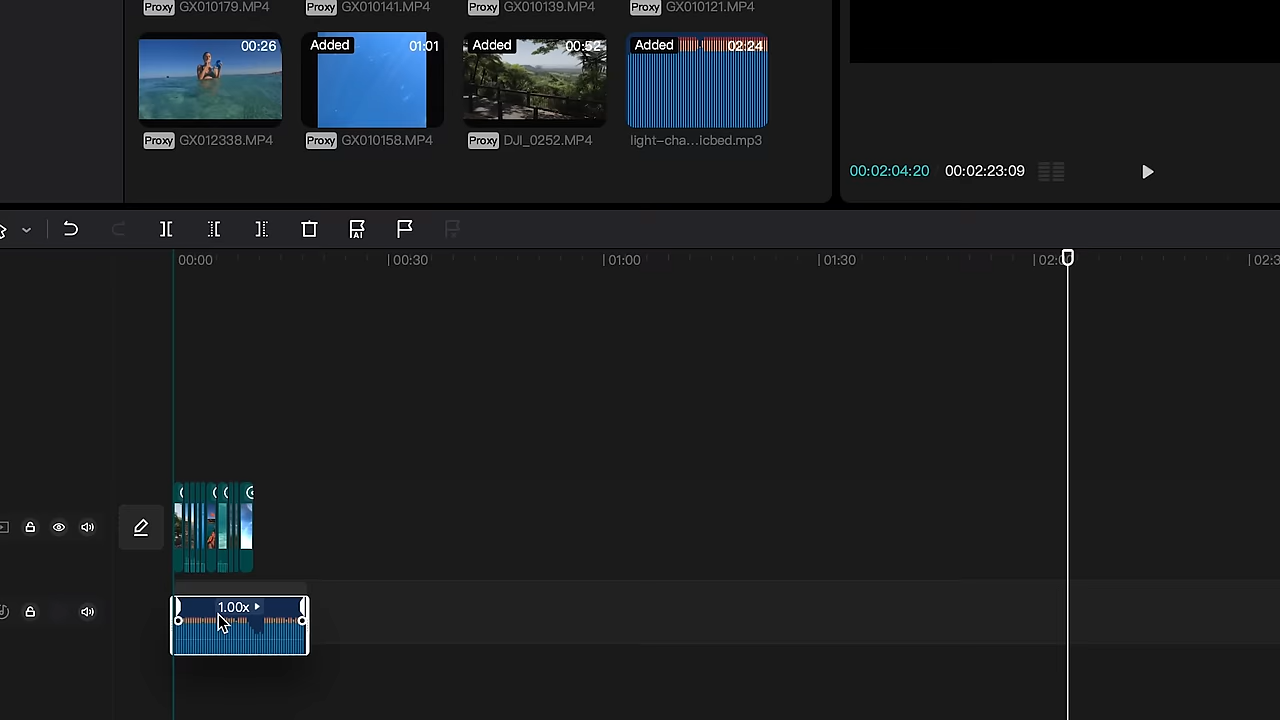 Proxy GX010179.MP4 Proxy GX010141.MP4 Proxy GX010139.MP4 Proxy GX010121.MP4
00:26 Added 01:01 Added 00:52 Added 02:24
Proxy GX012338.MP4 Proxy GX010158.MP4 Proxy DJI_0252.MP4 light-cha...icbed.mp3
00:02:04:20 00:02:23:09
AI
00:00 00:30 01:00 01:30 02:00 02:3
1.00x